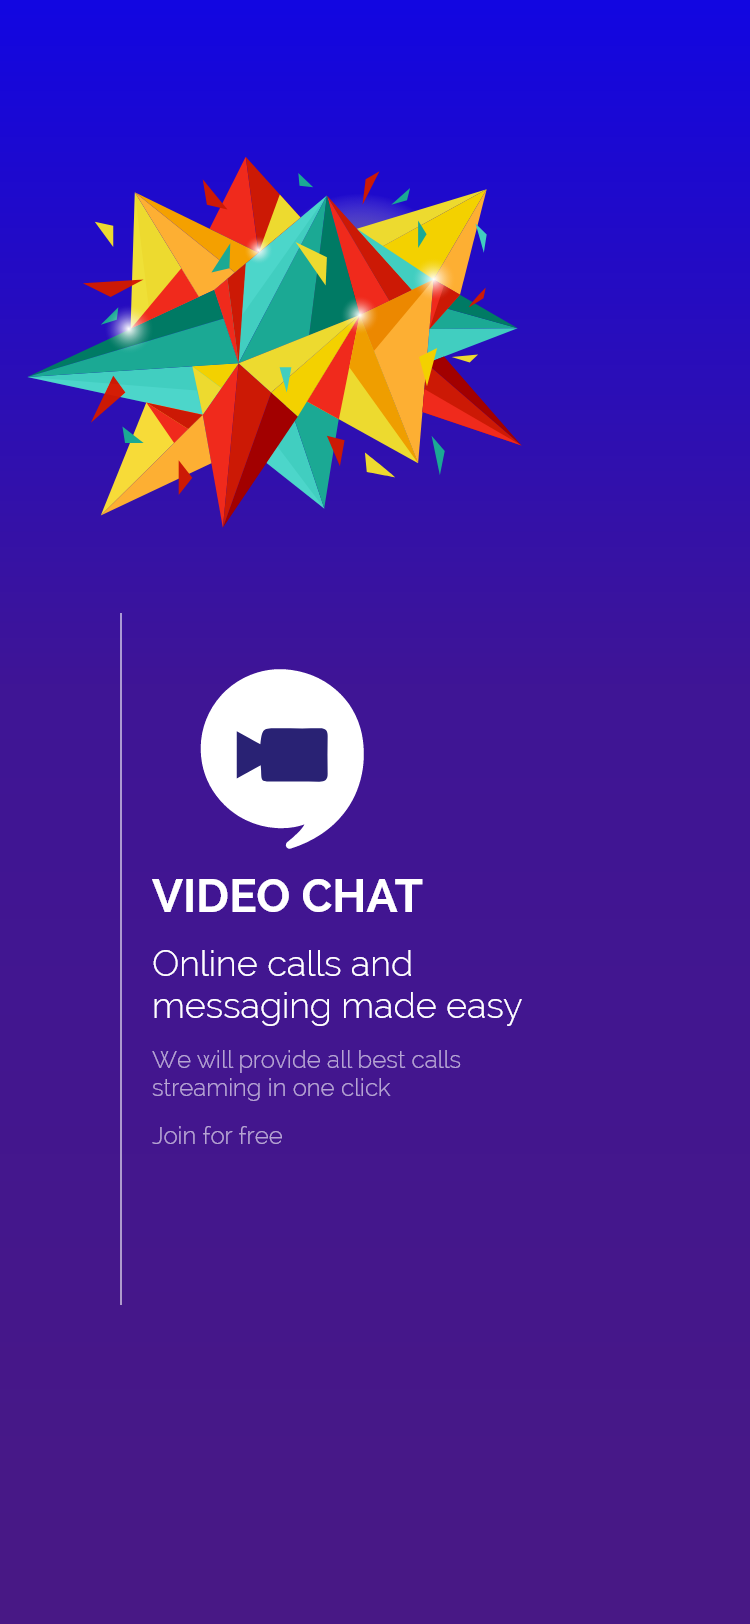 VIDEO CHAT
Online calls and
messaging made easy
We will provide all best calls
streaming in one click
Join for free